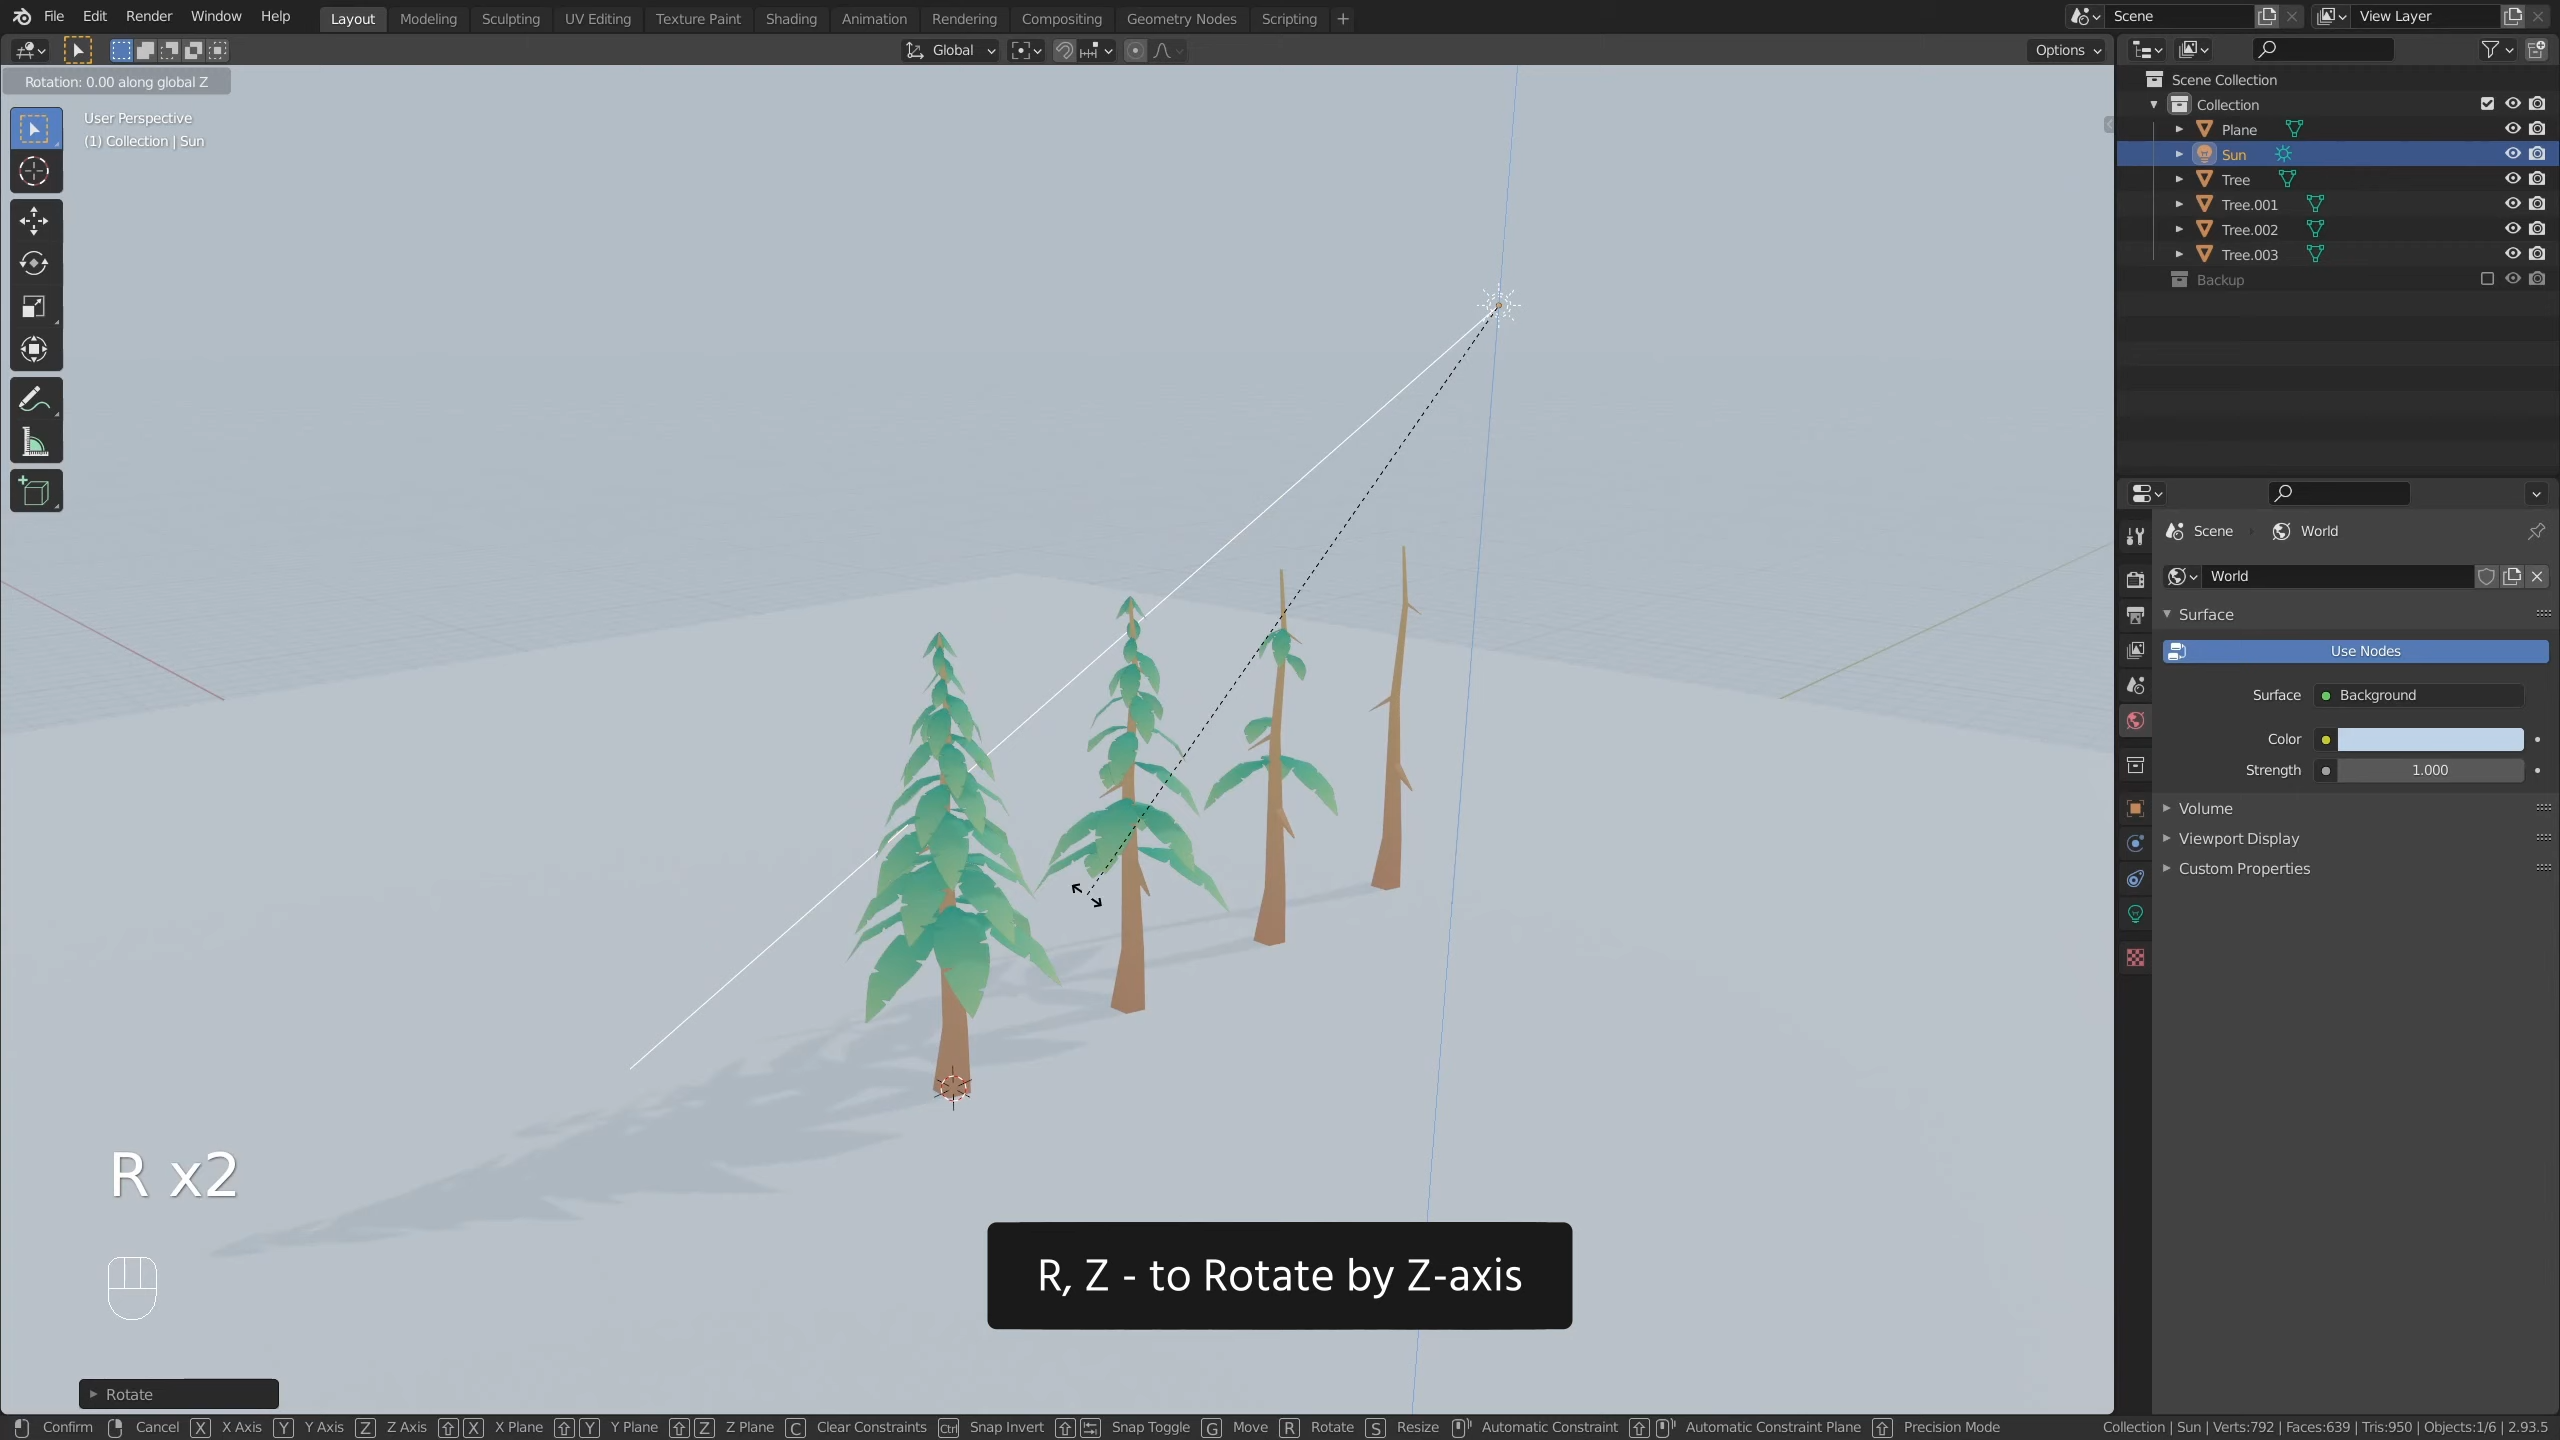 File Edit Render Window Help Layout Modeling Sculpting UV Editing Texture Paint Shading Animation Rendering Compositing Geometry Nodes Scripting + Scene View Layer
Global Options
Rotation: 0.00 along global Z
User Perspective
(1) Collection | Sun
Scene Collection
Collection
Plane
Sun
Tree
Tree.001
Tree.002
Tree.003
Backup
Scene World
World
Surface
Use Nodes
Surface Background
Color
Strength 1.000
Volume
Viewport Display
Custom Properties
R x2
R, Z - to Rotate by Z-axis
Rotate
Confirm Cancel X X Axis Y Y Axis Z Z Axis X X Plane Y Y Plane Z Z Plane C Clear Constraints Ctrl Snap Invert Snap Toggle G Move R Rotate S Resize Automatic Constraint Automatic Constraint Plane Precision Mode Collection | Sun | Verts:792 | Faces:639 | Tris:950 | Objects:1/6 | 2.93.5